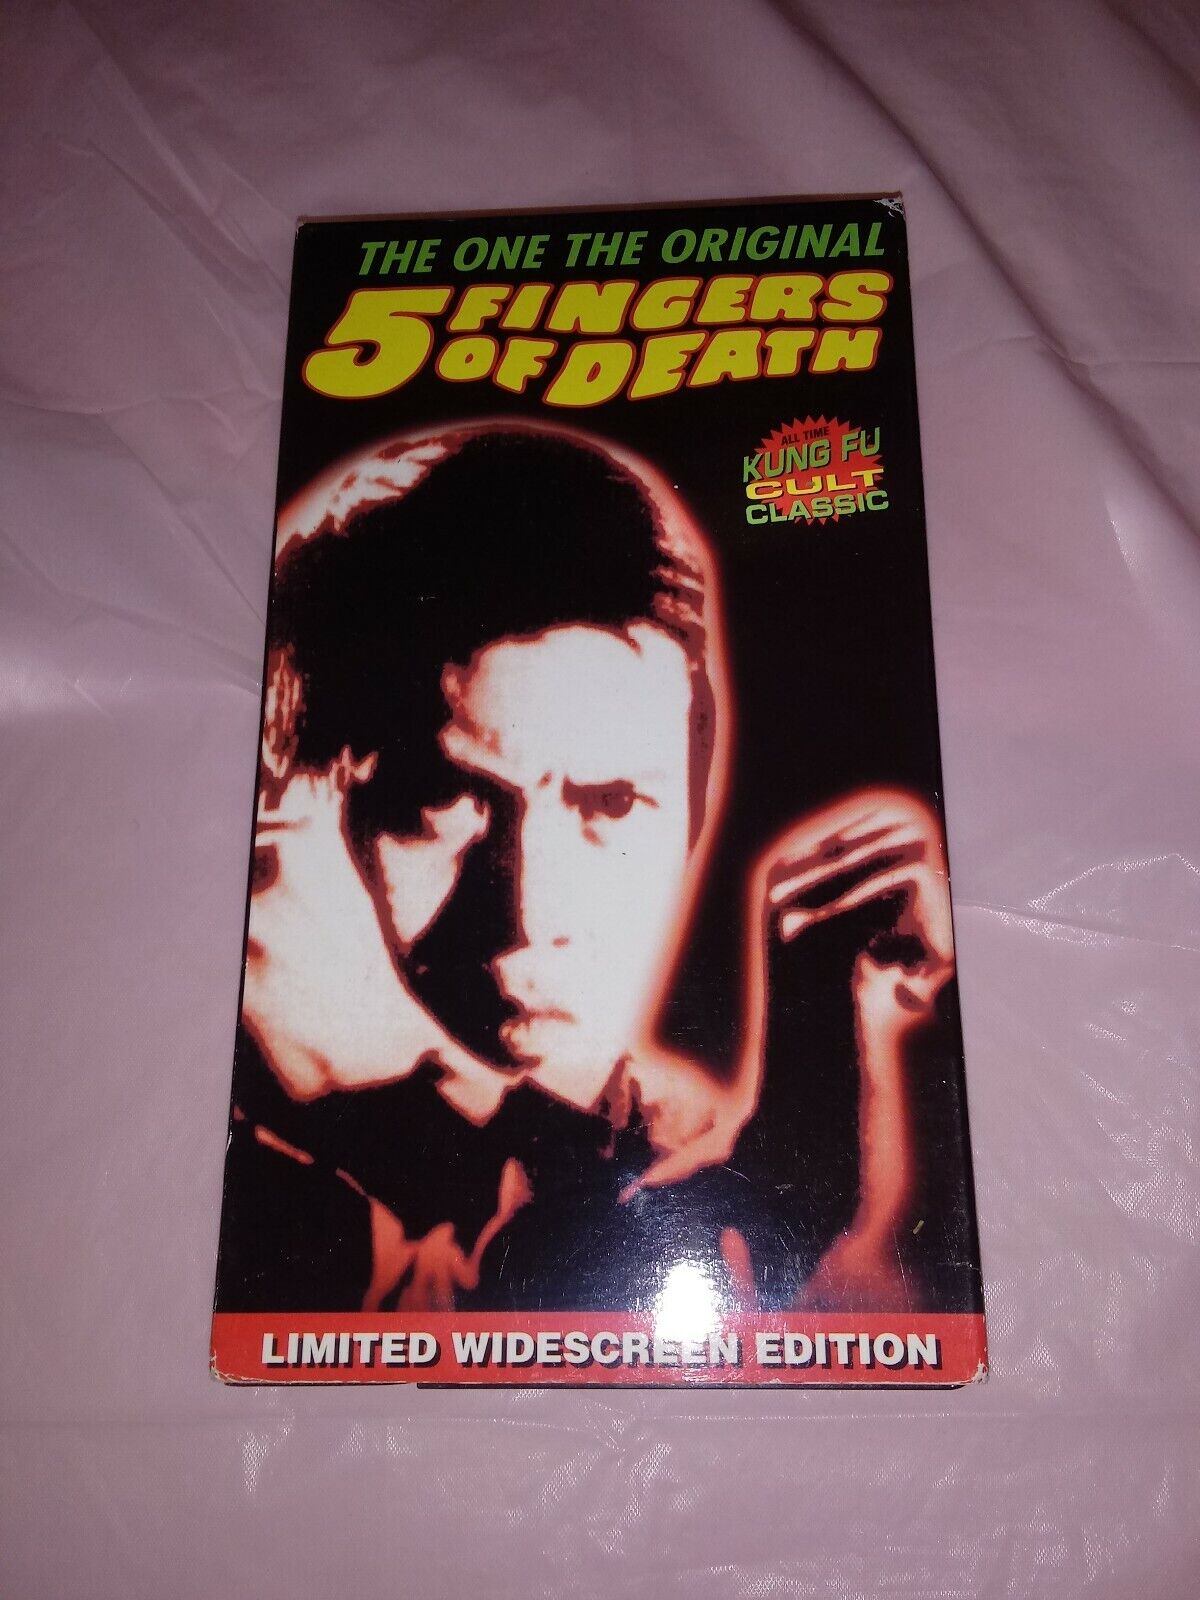 THE ONE THE ORIGINAL
5 FINGERS
OF DEATH
ALL TIME
KUNG FU
CULT
CLASSIC
LIMITED WIDESCREEN EDITION